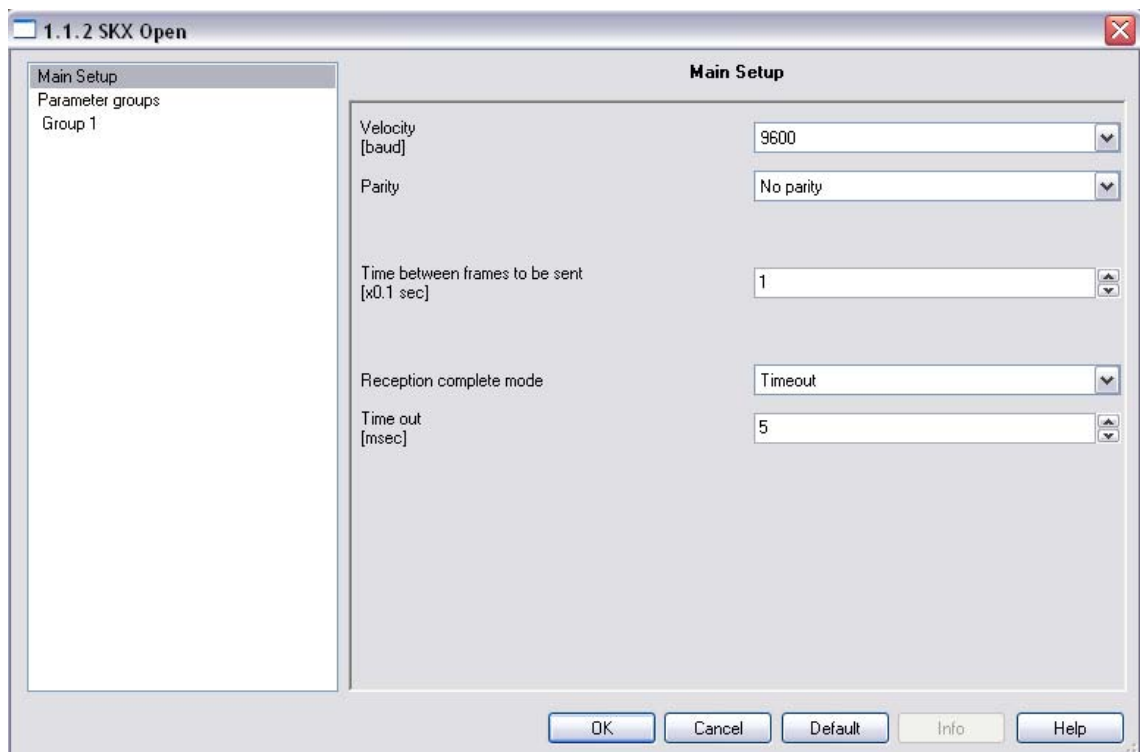 1.1.2 SKX Open
Main Setup
Parameter groups
Group 1
Main Setup
Velocity
[baud]
9600
Parity
No parity
Time between frames to be sent
[x0.1 sec]
1
Reception complete mode
Timeout
Time out
[msec]
5
OK
Cancel
Default
Info
Help